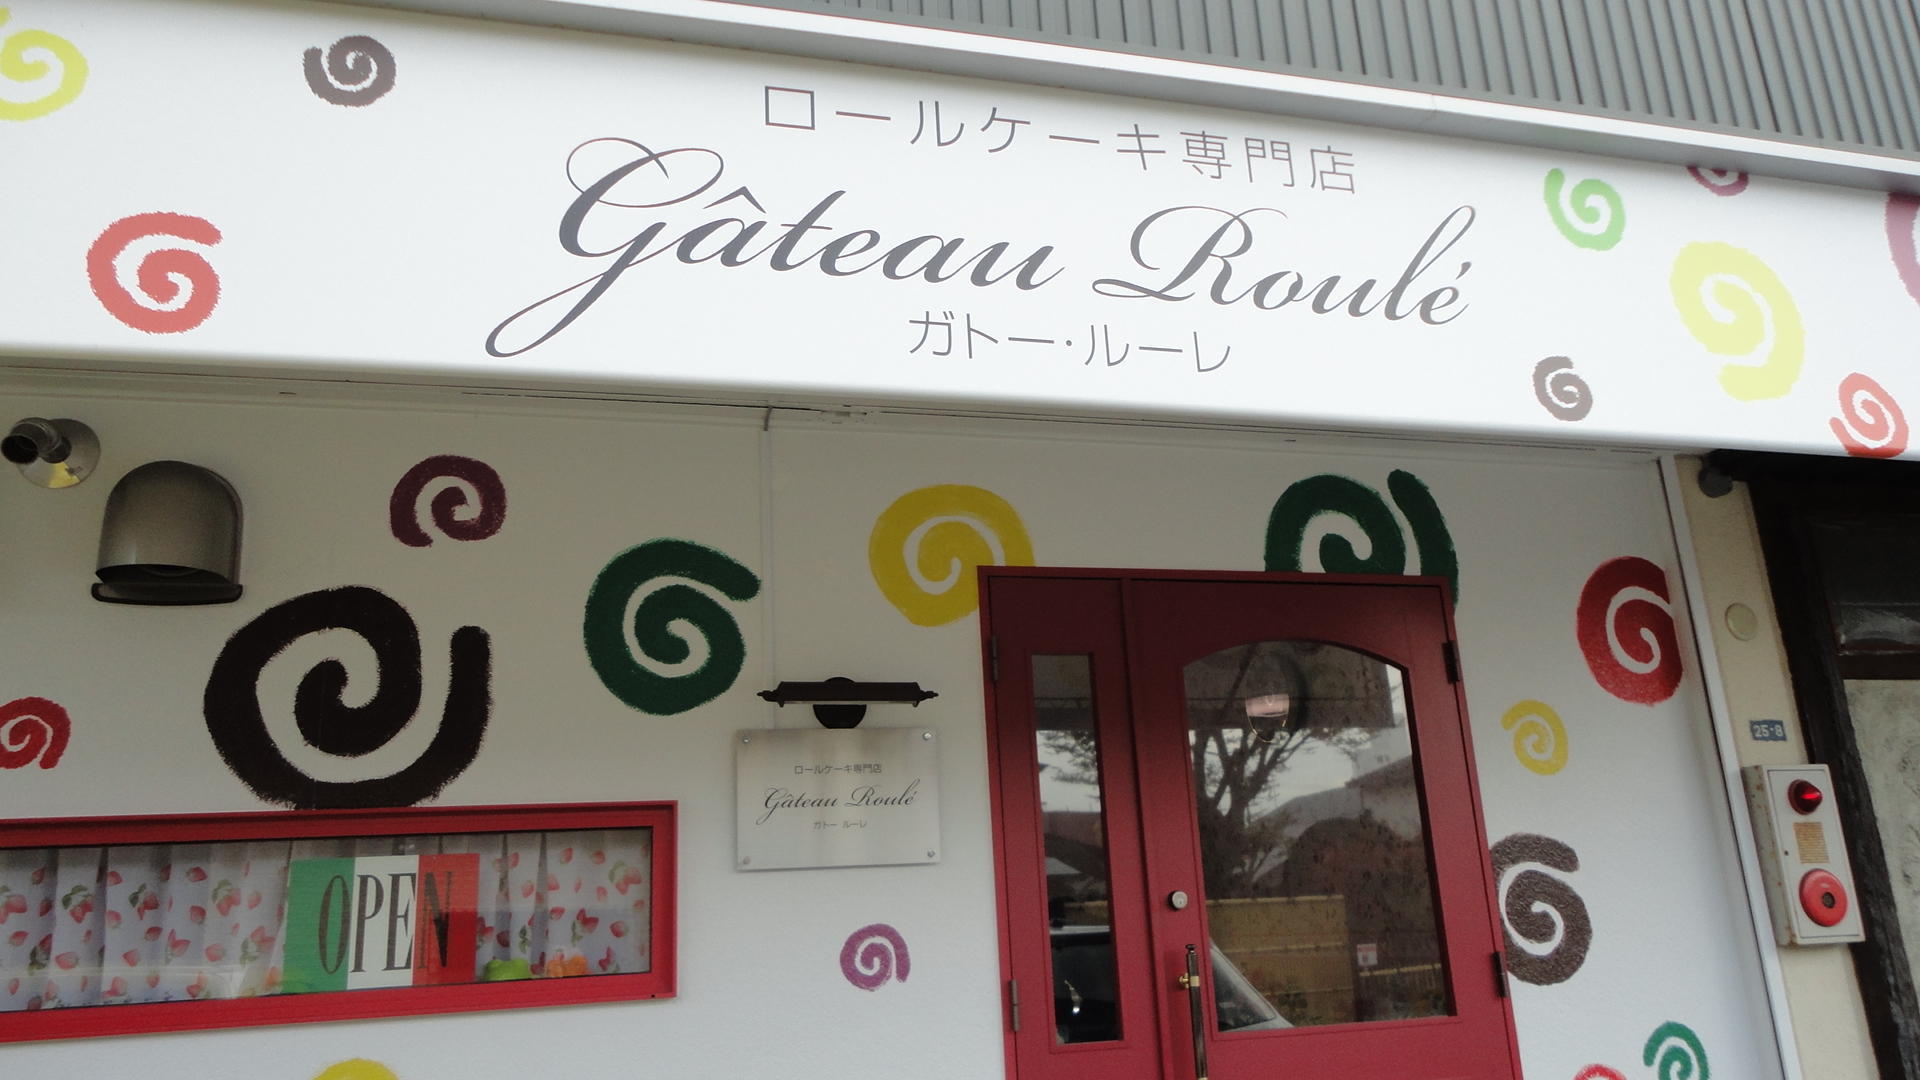 ロールケーキ専門店
Gâteau Roulé
ガトー・ルーレ
ロールケーキ専門店
Gâteau Roulé
ガトー ルーレ
OPEN
25-8